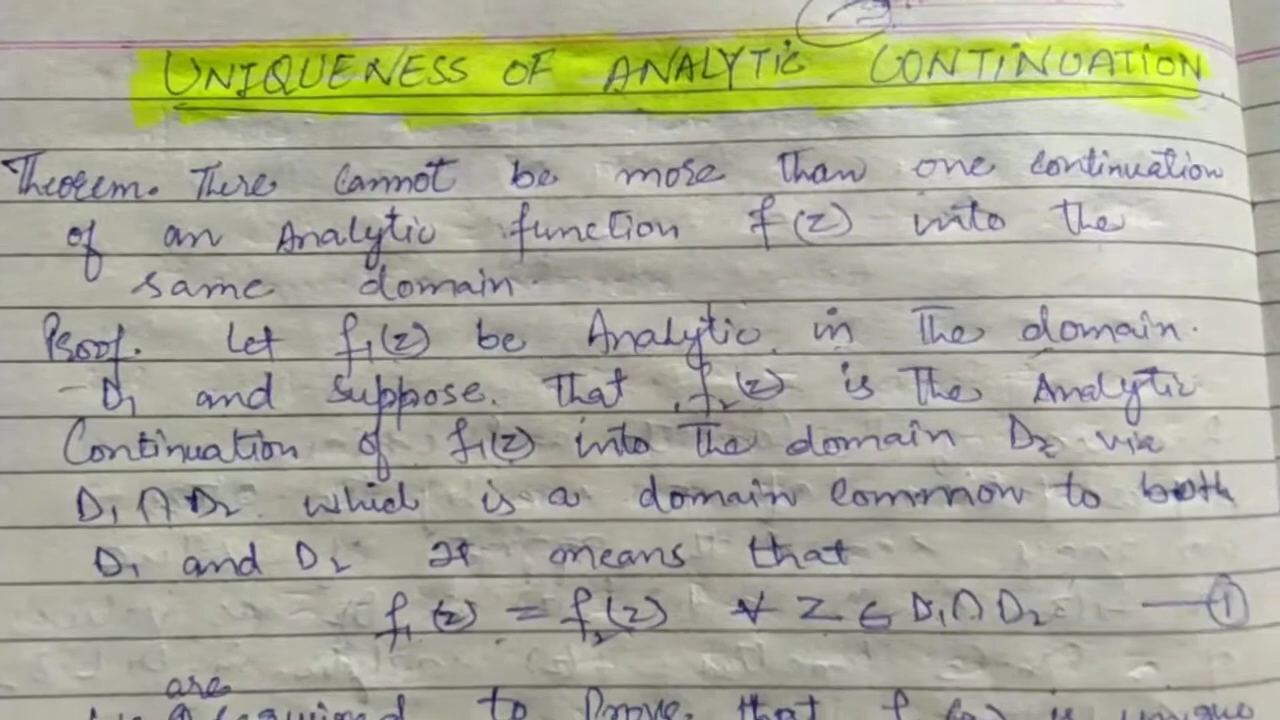 UNIQUENESS OF ANALYTIC CONTINUATION
Theorem. There cannot be more than one continuation
of an Analytic function f(z) into the
same domain.
Proof. Let f₁(z) be Analytic in the domain.
D₁ and suppose. that f₂(z) is the Analytic
Continuation of f₁(z) into the domain D₂ via
D₁∩D₂ which is a domain common to both
D₁ and D₂ It means that
f₁(z) = f₂(z) ∀ z ∈ D₁∩D₂ —①
are
required to prove that f (z) is unique